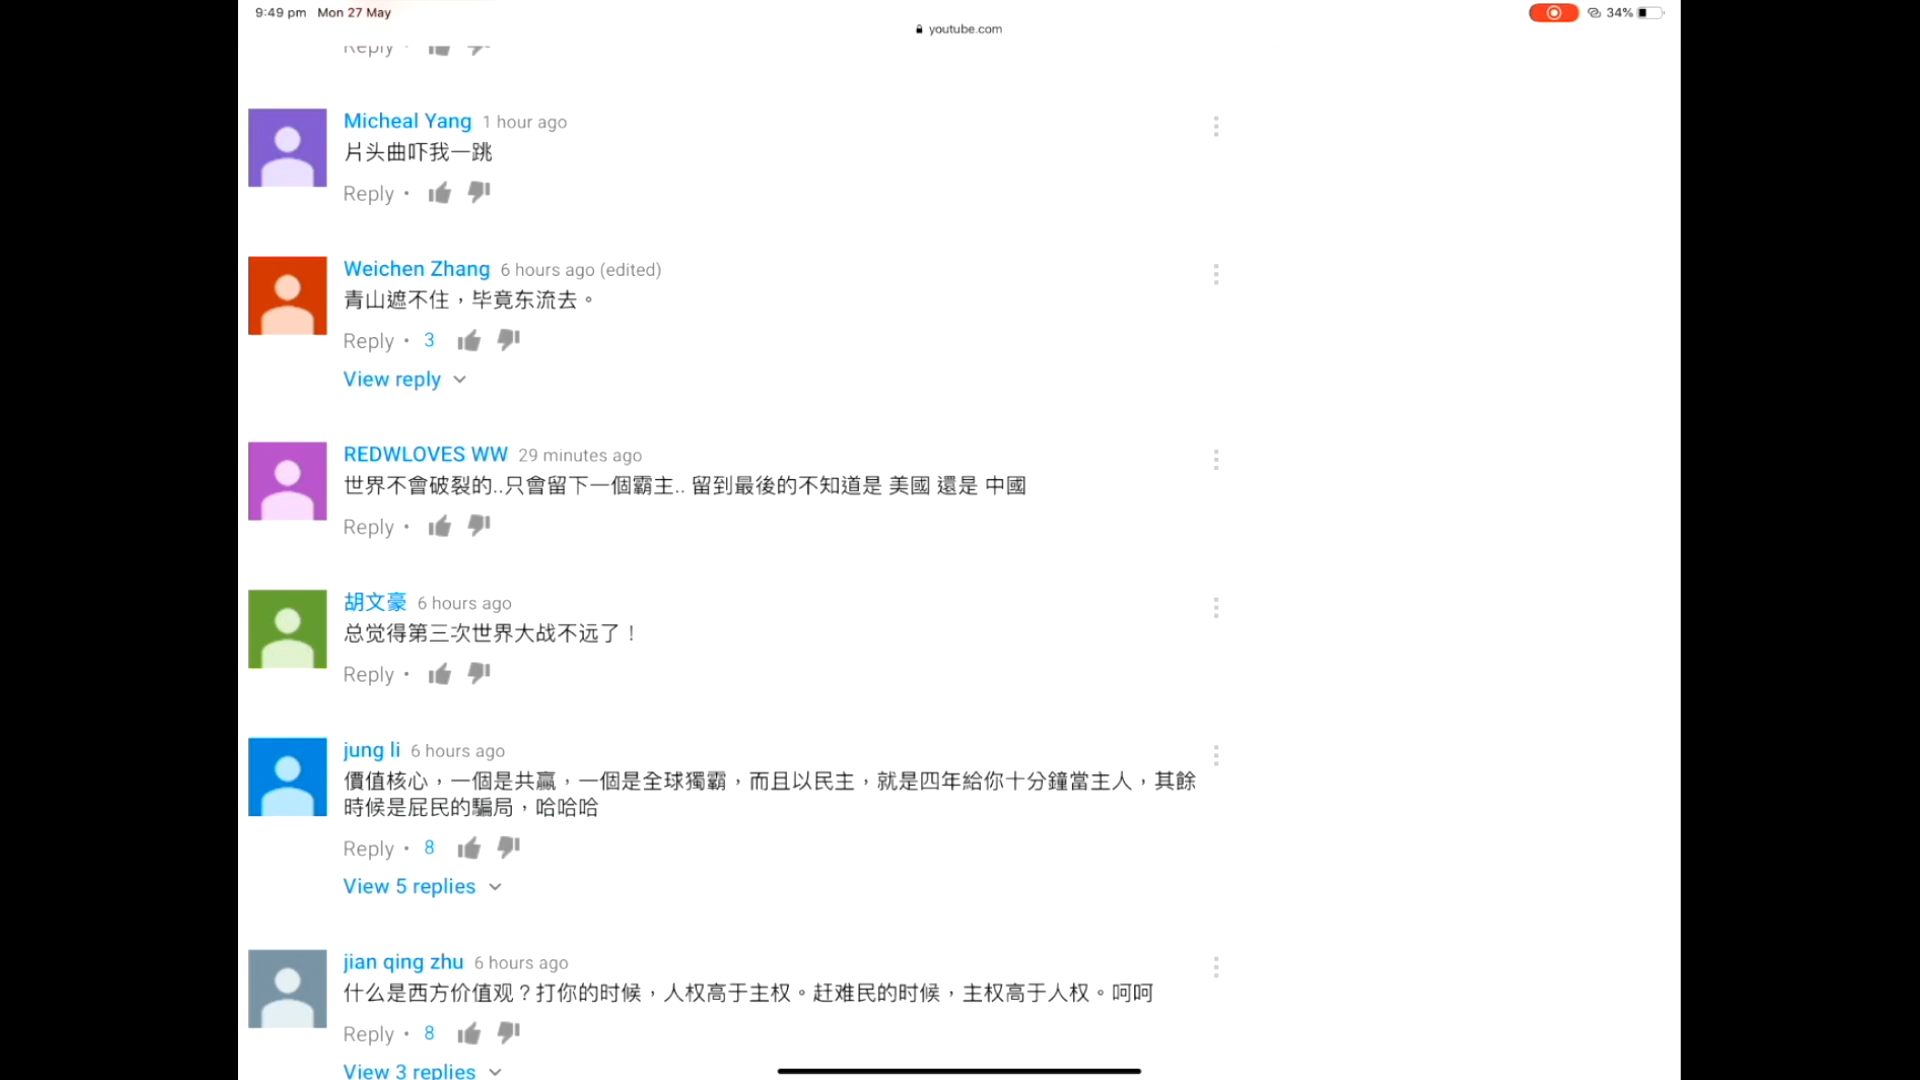 9:49 pm Mon 27 May
34%
youtube.com
Reply •
Micheal Yang 1 hour ago
片头曲吓我一跳
Reply •
Weichen Zhang 6 hours ago (edited)
青山遮不住，毕竟东流去。
Reply • 3
View reply
REDWLOVES WW 29 minutes ago
世界不會破裂的..只會留下一個霸主.. 留到最後的不知道是 美國 還是 中國
Reply •
胡文豪 6 hours ago
总觉得第三次世界大战不远了！
Reply •
jung li 6 hours ago
價值核心，一個是共贏，一個是全球獨霸，而且以民主，就是四年給你十分鐘當主人，其餘
時候是屁民的騙局，哈哈哈
Reply • 8
View 5 replies
jian qing zhu 6 hours ago
什么是西方价值观？打你的时候，人权高于主权。赶难民的时候，主权高于人权。呵呵
Reply • 8
View 3 replies